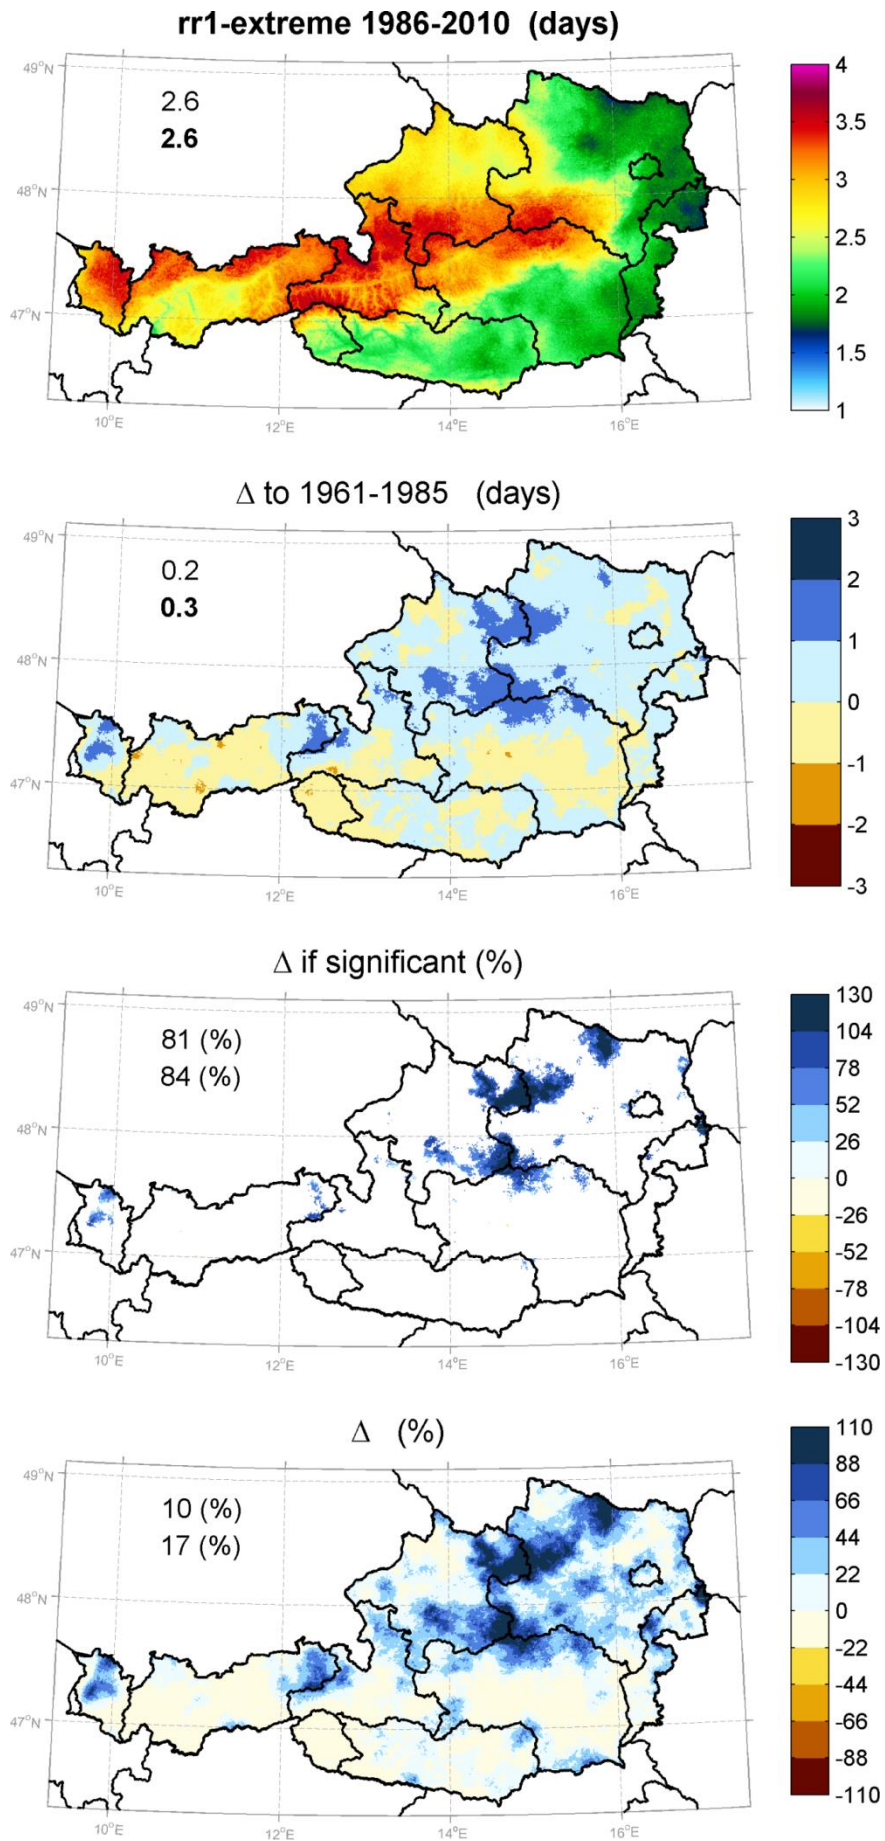 rr1-extreme 1986-2010 (days)
49°N
48°N
47°N
2.6
2.6
10°E
12°E
14°E
16°E
4
3.5
3
2.5
2
1.5
1
Δ to 1961-1985 (days)
49°N
48°N
47°N
0.2
0.3
10°E
12°E
14°E
16°E
3
2
1
0
-1
-2
-3
Δ if significant (%)
49°N
48°N
47°N
81 (%)
84 (%)
10°E
12°E
14°E
16°E
130
104
78
52
26
0
-26
-52
-78
-104
-130
Δ (%)
49°N
48°N
47°N
10 (%)
17 (%)
10°E
12°E
14°E
16°E
110
88
66
44
22
0
-22
-44
-66
-88
-110